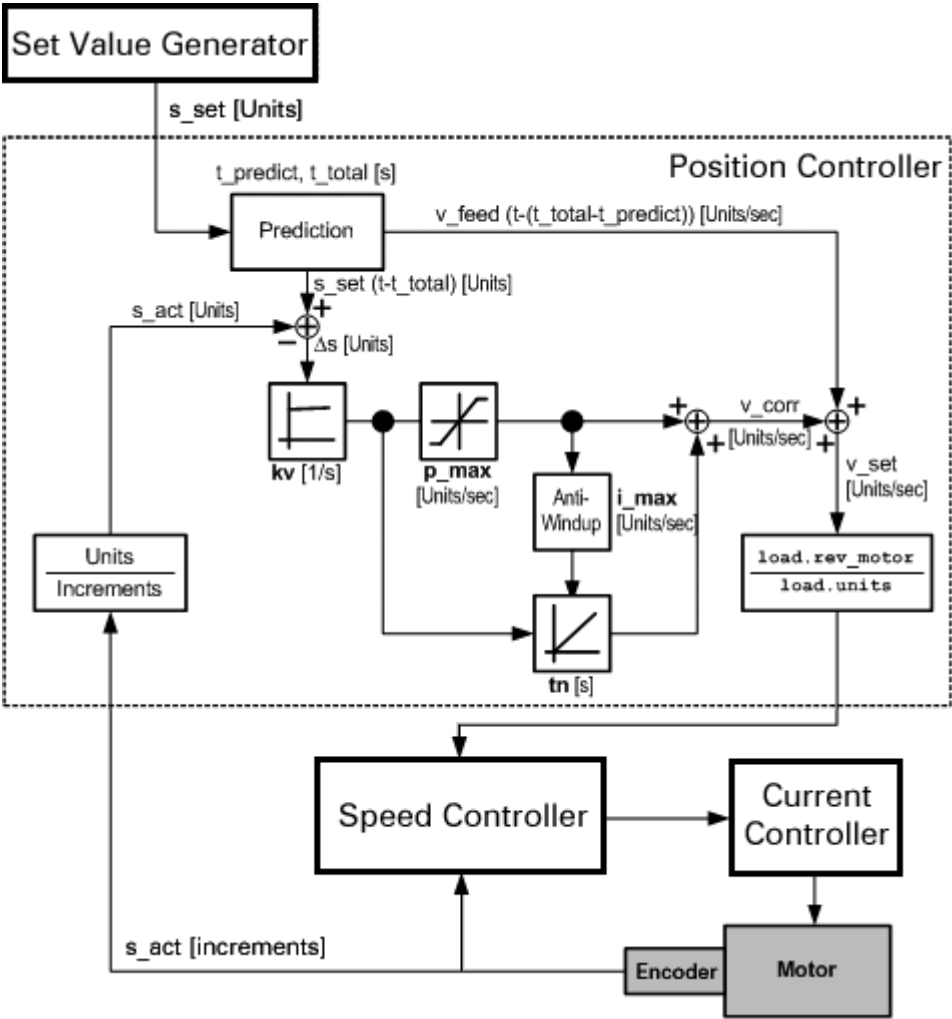 Set Value Generator
s_set [Units]
Position Controller
t_predict, t_total [s]
Prediction
v_feed (t-(t_total-t_predict)) [Units/sec]
s_set (t-t_total) [Units]
+
s_act [Units]
−
Δs [Units]
kv [1/s]
p_max
[Units/sec]
+
+
v_corr
[Units/sec]
+
+
v_set
[Units/sec]
Anti-
Windup
i_max
[Units/sec]
Units
Increments
load.rev_motor
load.units
tn [s]
Speed Controller
Current
Controller
s_act [increments]
Encoder
Motor